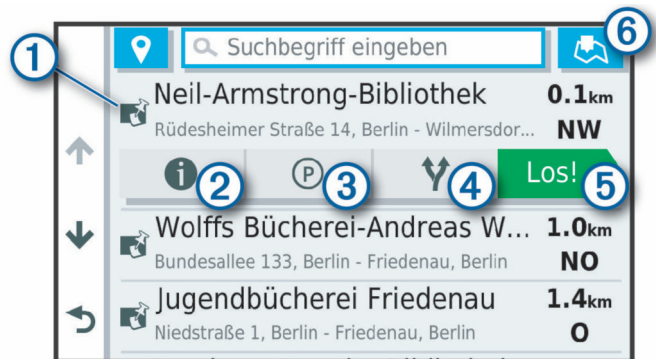 6
Suchbegriff eingeben
1
Neil-Armstrong-Bibliothek 0.1km
Rüdesheimer Straße 14, Berlin - Wilmersdor... NW
i 2 P 3 4 Los! 5
Wolffs Bücherei-Andreas W... 1.0km
Bundesallee 133, Berlin - Friedenau, Berlin NO
Jugendbücherei Friedenau 1.4km
Niedstraße 1, Berlin - Friedenau, Berlin O